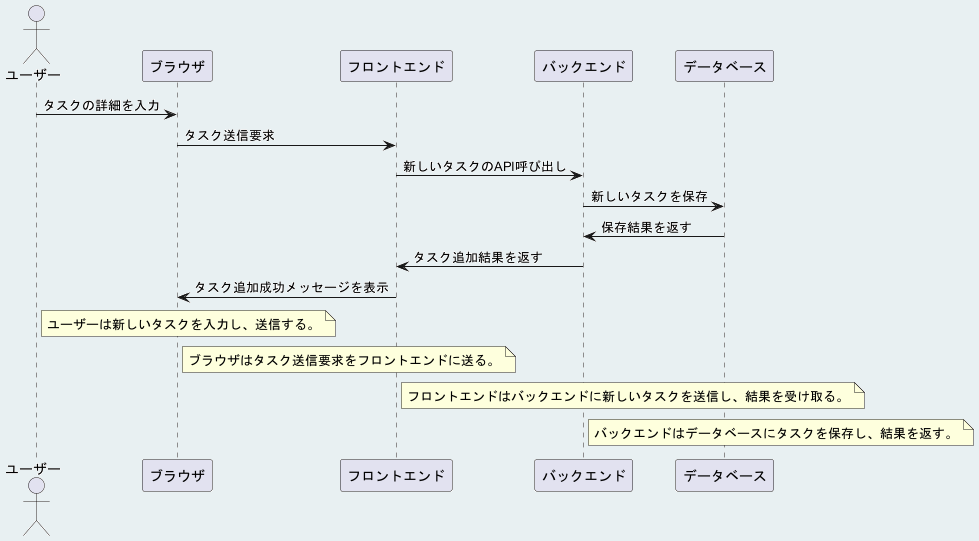 ユーザー
ブラウザ
フロントエンド
バックエンド
データベース
タスクの詳細を入力
タスク送信要求
新しいタスクのAPI呼び出し
新しいタスクを保存
保存結果を返す
タスク追加結果を返す
タスク追加成功メッセージを表示
ユーザーは新しいタスクを入力し、送信する。
ブラウザはタスク送信要求をフロントエンドに送る。
フロントエンドはバックエンドに新しいタスクを送信し、結果を受け取る。
バックエンドはデータベースにタスクを保存し、結果を返す。
ユーザー
ブラウザ
フロントエンド
バックエンド
データベース